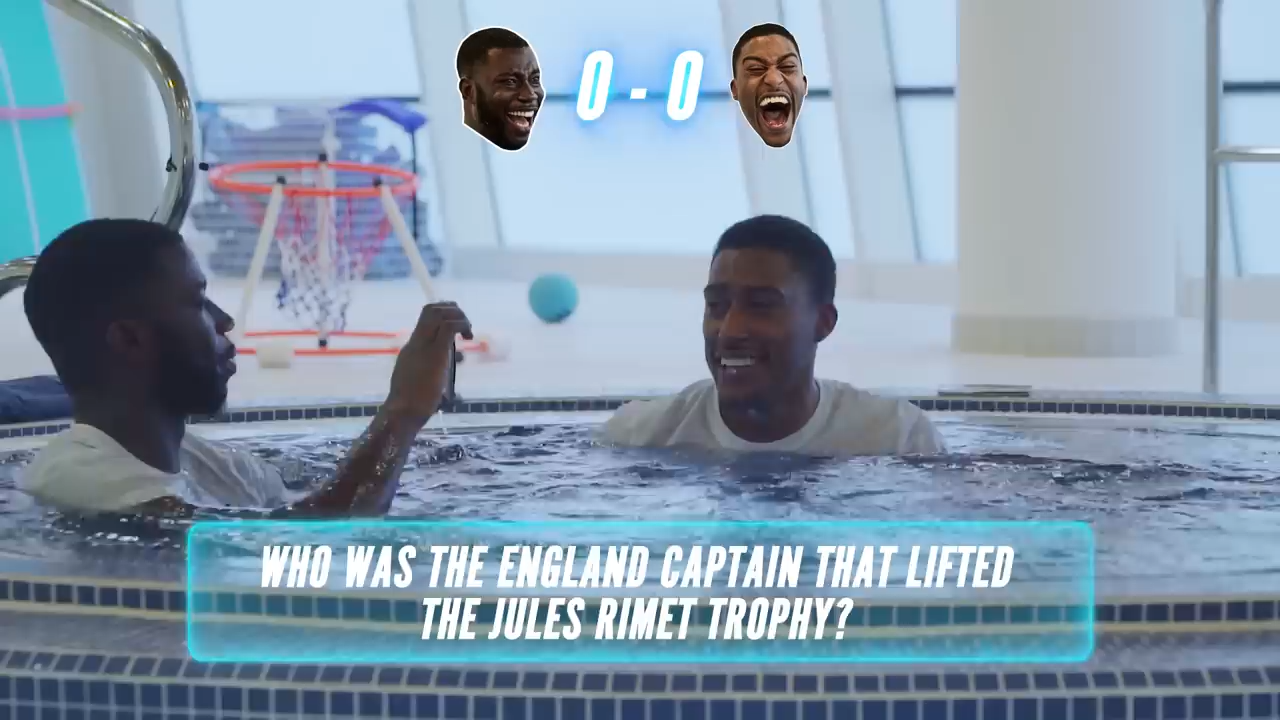 0 - 0
WHO WAS THE ENGLAND CAPTAIN THAT LIFTED
THE JULES RIMET TROPHY?